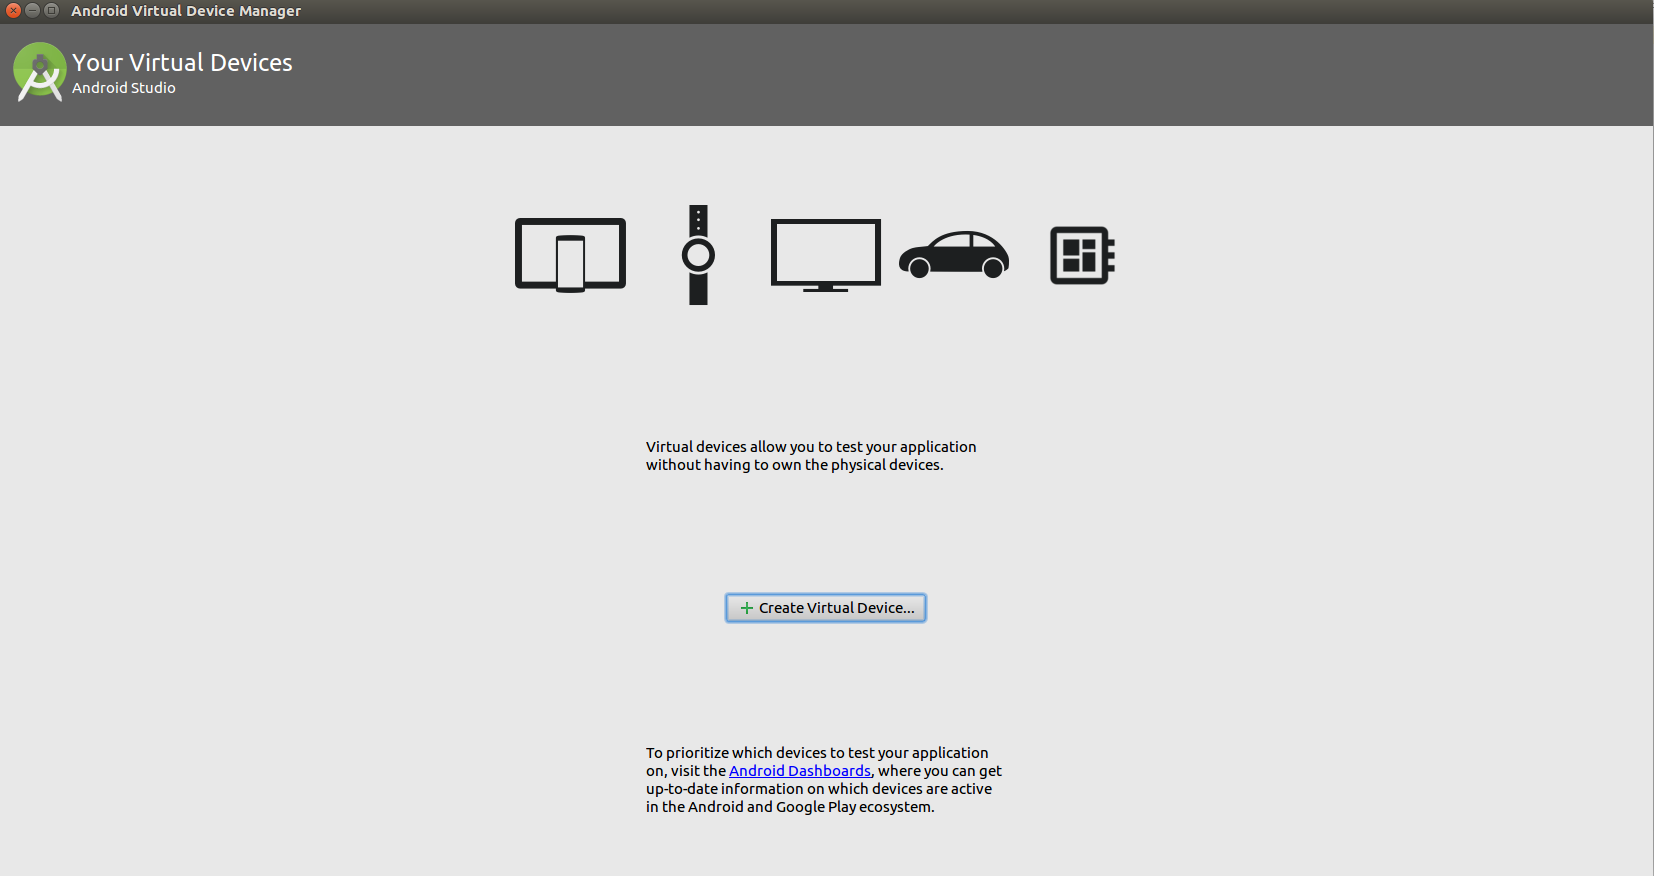 Android Virtual Device Manager
Your Virtual Devices
Android Studio
Virtual devices allow you to test your application
without having to own the physical devices.
Create Virtual Device...
To prioritize which devices to test your application
on, visit the Android Dashboards, where you can get
up-to-date information on which devices are active
in the Android and Google Play ecosystem.